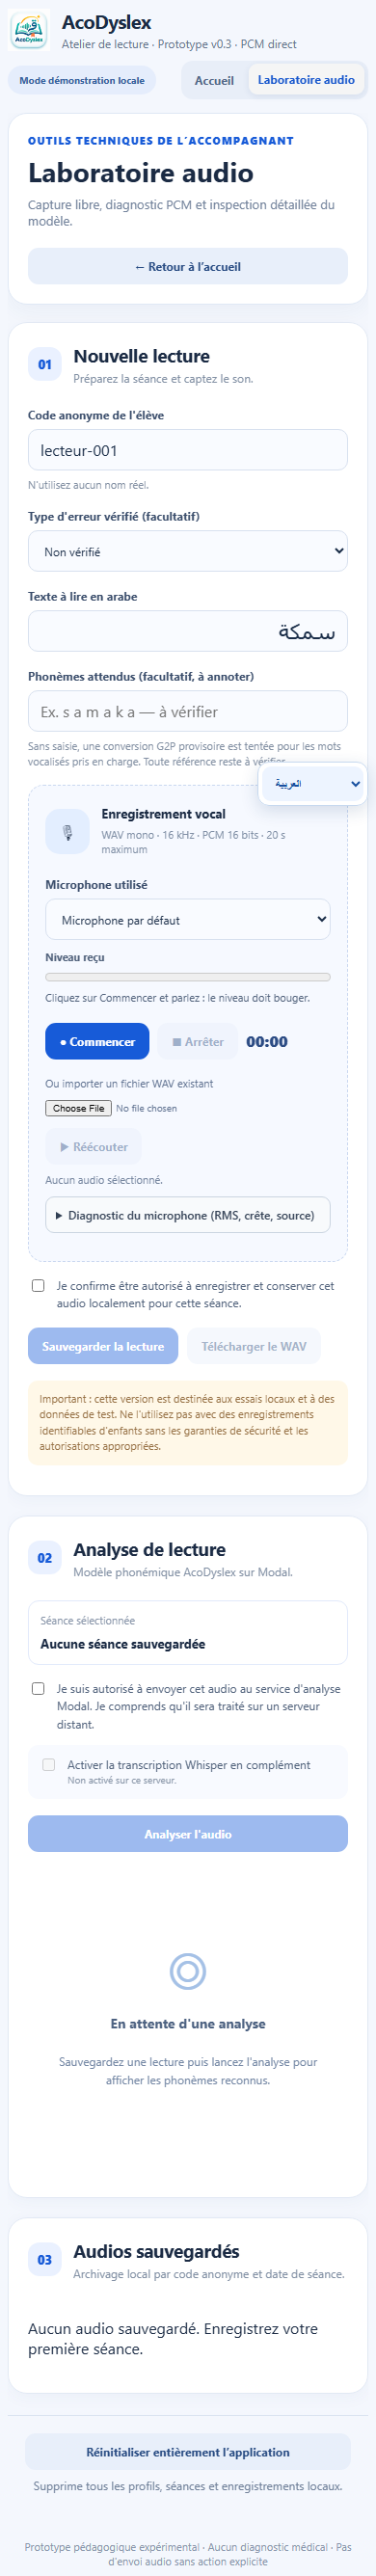 AcoDyslex
AcoDyslex
Atelier de lecture · Prototype v0.3 · PCM direct
Mode démonstration locale
Accueil
Laboratoire audio
OUTILS TECHNIQUES DE L'ACCOMPAGNANT
Laboratoire audio
Capture libre, diagnostic PCM et inspection détaillée du
modèle.
← Retour à l'accueil
01
Nouvelle lecture
Préparez la séance et captez le son.
Code anonyme de l'élève
lecteur-001
N'utilisez aucun nom réel.
Type d'erreur vérifié (facultatif)
Non vérifié
Texte à lire en arabe
سمكة
Phonèmes attendus (facultatif, à annoter)
Ex. s a m a k a — à vérifier
Sans saisie, une conversion G2P provisoire est tentée pour les mots
vocalisés pris en charge. Toute référence reste à vérifier.
العربية
Enregistrement vocal
WAV mono · 16 kHz · PCM 16 bits · 20 s
maximum
Microphone utilisé
Microphone par défaut
Niveau reçu
Cliquez sur Commencer et parlez : le niveau doit bouger.
● Commencer
■ Arrêter
00:00
Ou importer un fichier WAV existant
Choose File No file chosen
▶ Réécouter
Aucun audio sélectionné.
▶ Diagnostic du microphone (RMS, crête, source)
Je confirme être autorisé à enregistrer et conserver cet
audio localement pour cette séance.
Sauvegarder la lecture
Télécharger le WAV
Important : cette version est destinée aux essais locaux et à des
données de test. Ne l'utilisez pas avec des enregistrements
identifiables d'enfants sans les garanties de sécurité et les
autorisations appropriées.
02
Analyse de lecture
Modèle phonémique AcoDyslex sur Modal.
Séance sélectionnée
Aucune séance sauvegardée
Je suis autorisé à envoyer cet audio au service d'analyse
Modal. Je comprends qu'il sera traité sur un serveur
distant.
Activer la transcription Whisper en complément
Non activé sur ce serveur.
Analyser l'audio
En attente d'une analyse
Sauvegardez une lecture puis lancez l'analyse pour
afficher les phonèmes reconnus.
03
Audios sauvegardés
Archivage local par code anonyme et date de séance.
Aucun audio sauvegardé. Enregistrez votre
première séance.
Réinitialiser entièrement l'application
Supprime tous les profils, séances et enregistrements locaux.
Prototype pédagogique expérimental · Aucun diagnostic médical · Pas
d'envoi audio sans action explicite